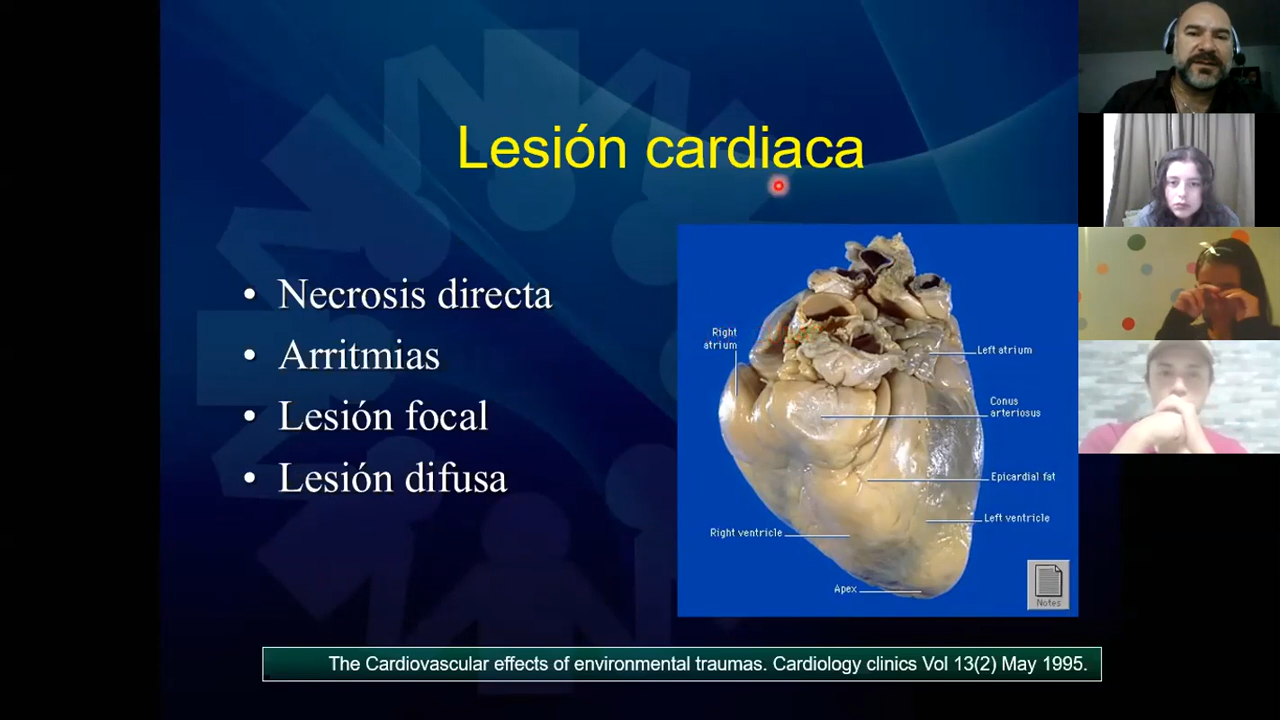 Lesión cardiaca
• Necrosis directa
• Arritmias
• Lesión focal
• Lesión difusa
Right
atrium
Left atrium
Conus
arteriosus
Epicardial fat
Left ventricle
Right ventricle
Apex
Notes
The Cardiovascular effects of environmental traumas. Cardiology clinics Vol 13(2) May 1995.